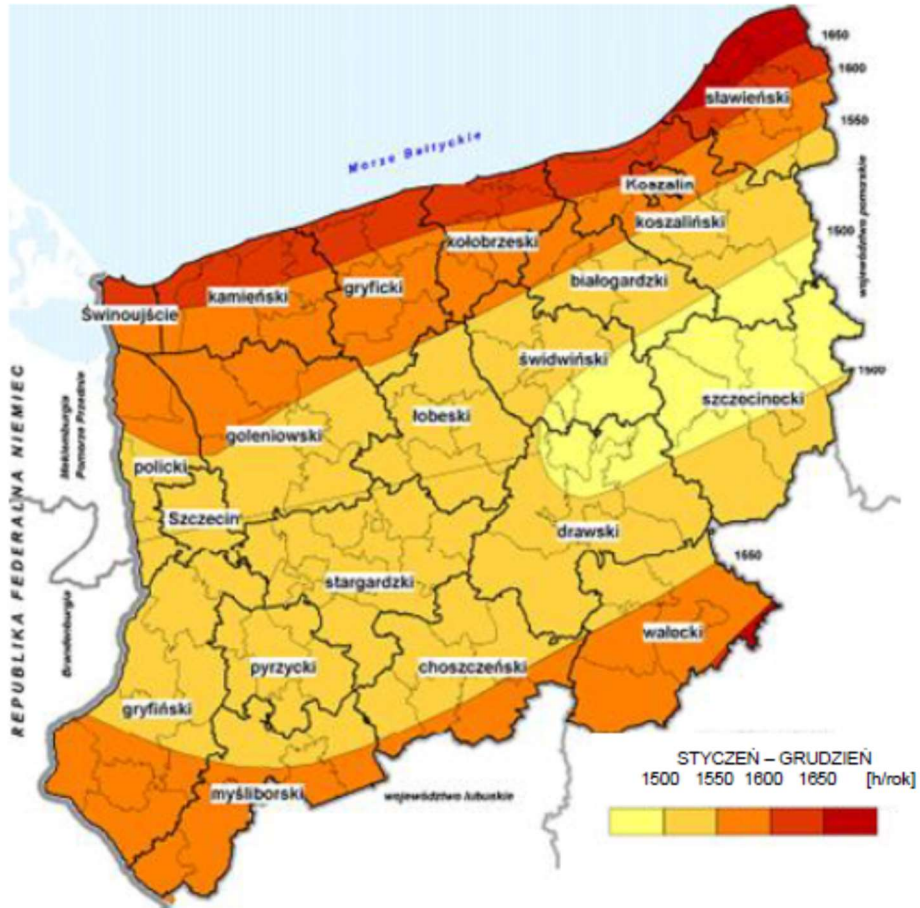 1650
1600
sławieński
1550
Morze Bałtyckie
Koszalin
województwo pomorskie
koszaliński
1500
kołobrzeski
białogardzki
gryficki
kamieński
Świnoujście
świdwiński
1500
szczecinecki
REPUBLIKA FEDERALNA NIEMIEC
Meklemburgia
Pomorze Przednie
łobeski
goleniowski
policki
Szczecin
drawski
1550
stargardzki
Brandenburgia
wałecki
pyrzycki
choszczeński
gryfiński
myśliborski
województwo lubuskie
STYCZEŃ – GRUDZIEŃ
1500 1550 1600 1650 [h/rok]